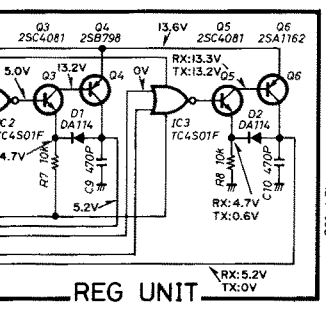 Q3
2SC4081
Q4
2SB798
13.6V
Q5
2SC4081
Q6
2SA1162
5.0V
13.2V
0V
RX:13.3V
TX:13.2V
Q3
Q4
Q5
Q6
D1
DA114
D2
DA114
TC4S01F
IC3
TC4S01F
4.7V
R7 10k
C9 470P
R8 10k
C10 470P
5.2V
RX:4.7V
TX:0.6V
RX:5.2V
TX:0V
REG UNIT